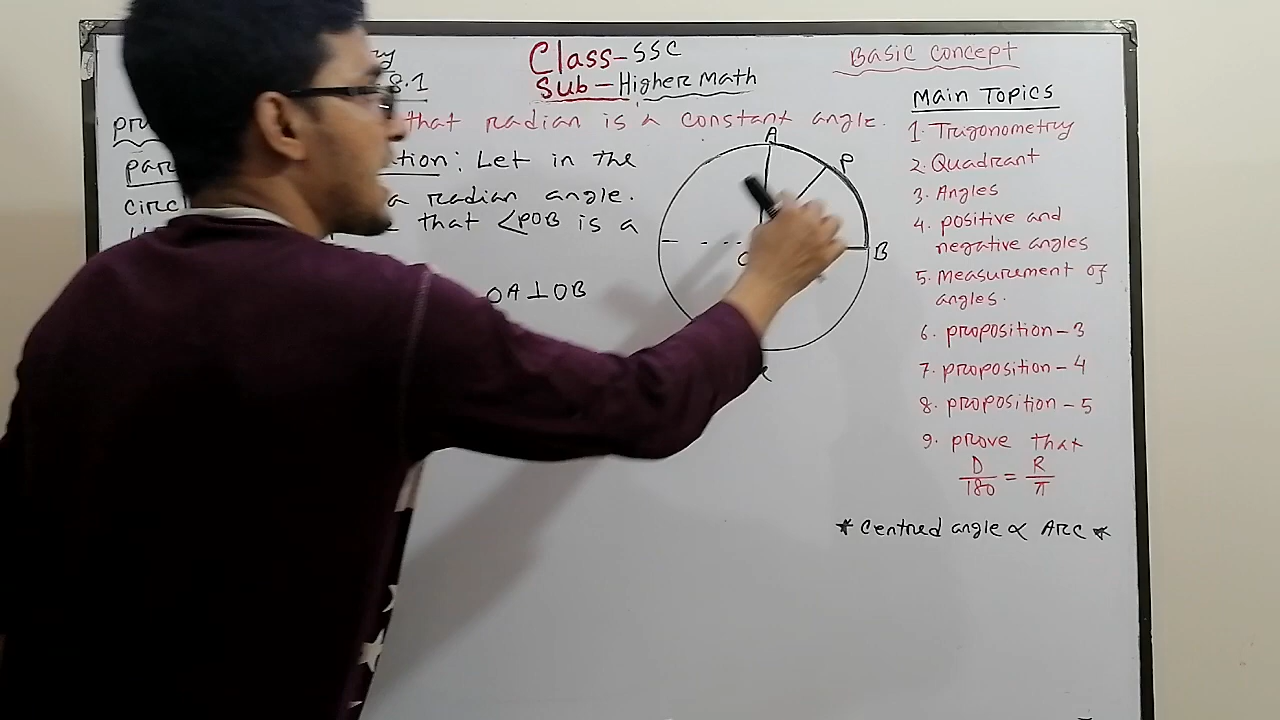 Class-SSC
8.1
Sub-Higher Math
that radian is a constant angle.
tion: Let in the
a radian angle.
that ∠POB is a
OA⊥OB
A
P
B
Basic Concept
Main Topics
1. Trigonometry
2. Quadrant
3. Angles
4. positive and
negative angles
5. Measurement of
angles.
6. proposition-3
7. proposition-4
8. proposition-5
9. prove that
D/180 = R/π
* Centred angle ∝ Arc *